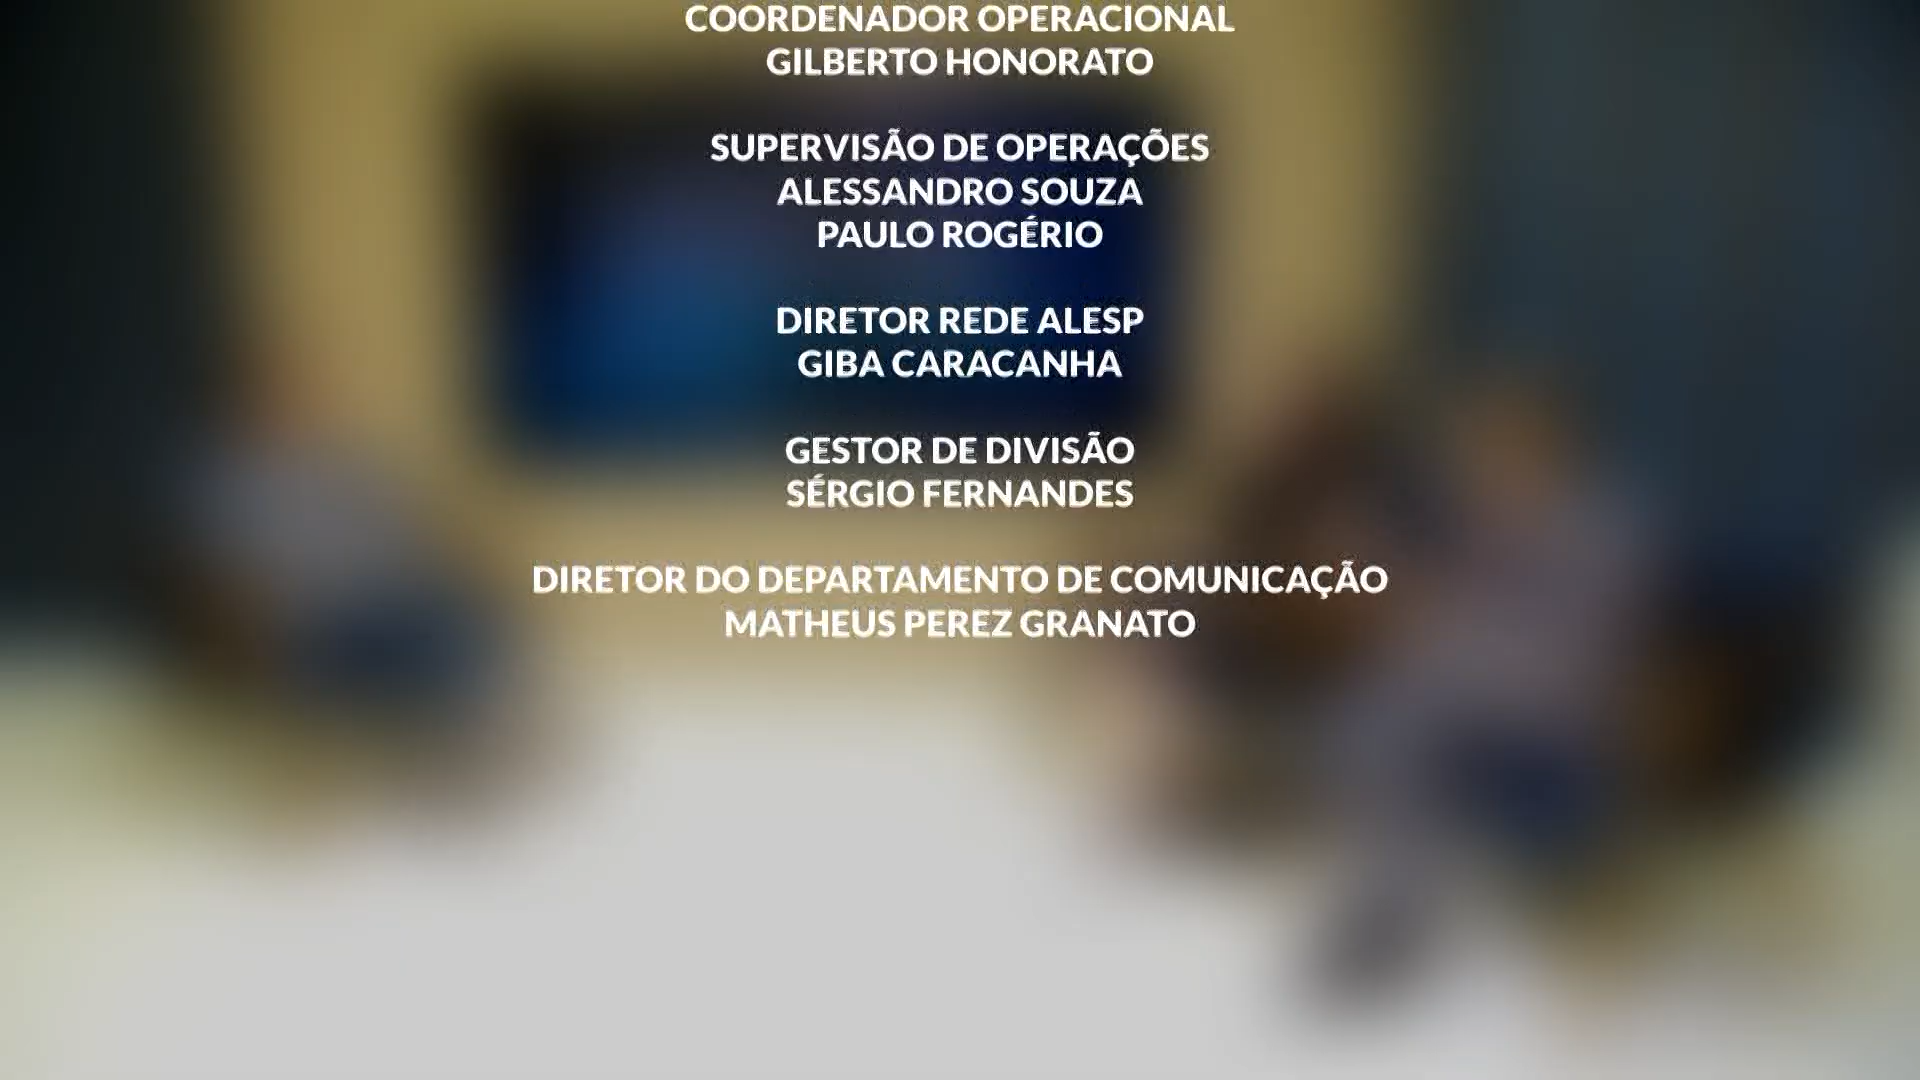 COORDENADOR OPERACIONAL
GILBERTO HONORATO
SUPERVISÃO DE OPERAÇÕES
ALESSANDRO SOUZA
PAULO ROGÉRIO
DIRETOR REDE ALESP
GIBA CARACANHA
GESTOR DE DIVISÃO
SÉRGIO FERNANDES
DIRETOR DO DEPARTAMENTO DE COMUNICAÇÃO
MATHEUS PEREZ GRANATO